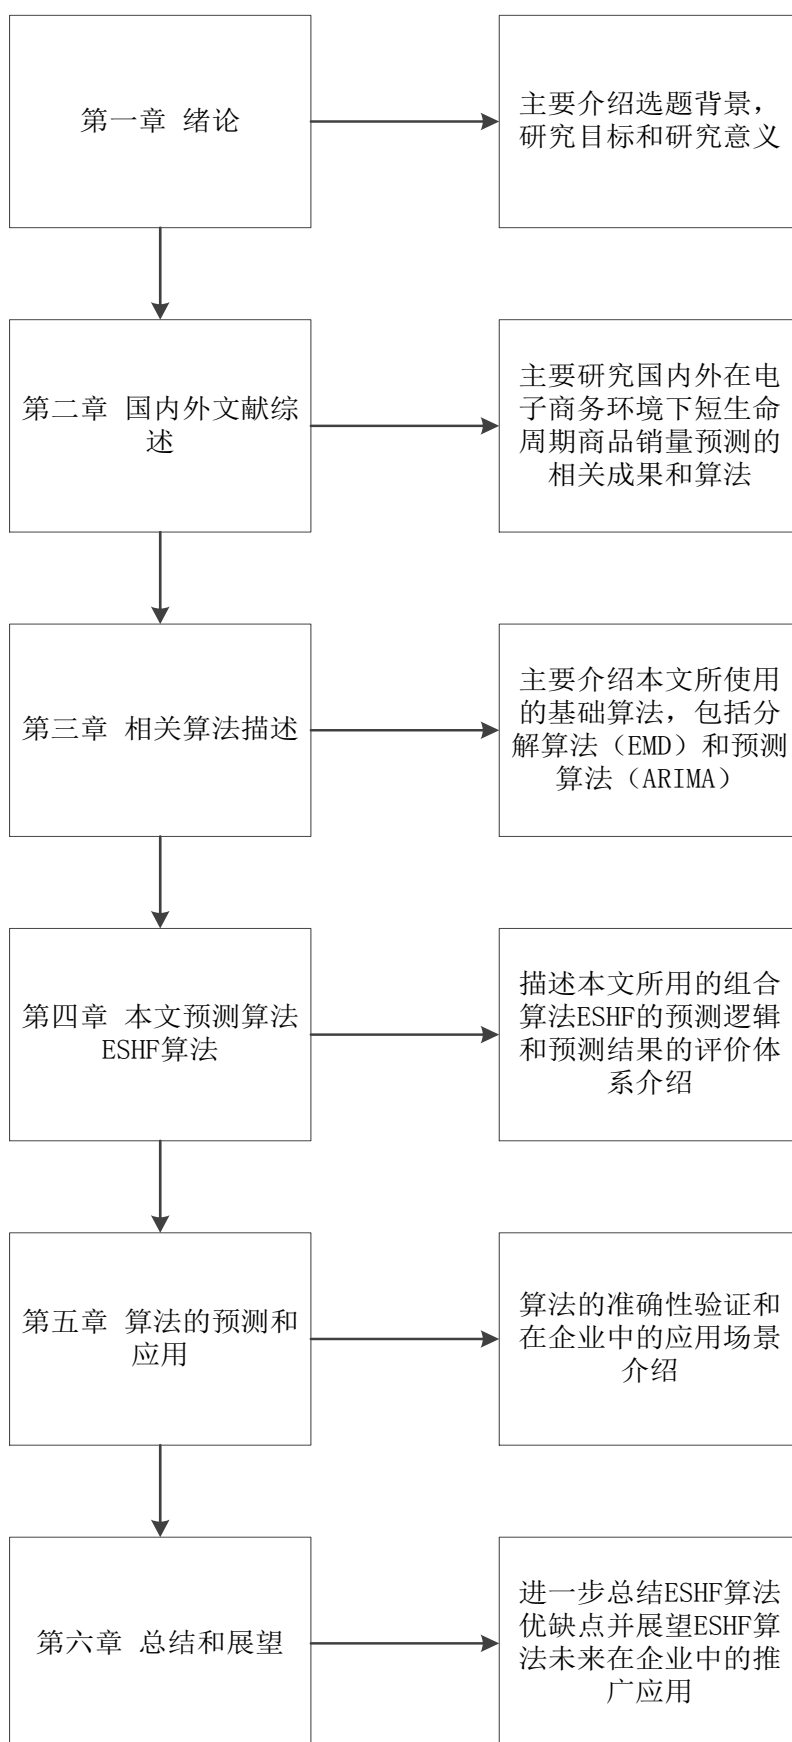 第一章 绪论
主要介绍选题背景，
研究目标和研究意义
第二章 国内外文献综
述
主要研究国内外在电
子商务环境下短生命
周期商品销量预测的
相关成果和算法
第三章 相关算法描述
主要介绍本文所使用
的基础算法，包括分
解算法（EMD）和预测
算法（ARIMA）
第四章 本文预测算法
ESHF算法
描述本文所用的组合
算法ESHF的预测逻辑
和预测结果的评价体
系介绍
第五章 算法的预测和
应用
算法的准确性验证和
在企业中的应用场景
介绍
第六章 总结和展望
进一步总结ESHF算法
优缺点并展望ESHF算
法未来在企业中的推
广应用